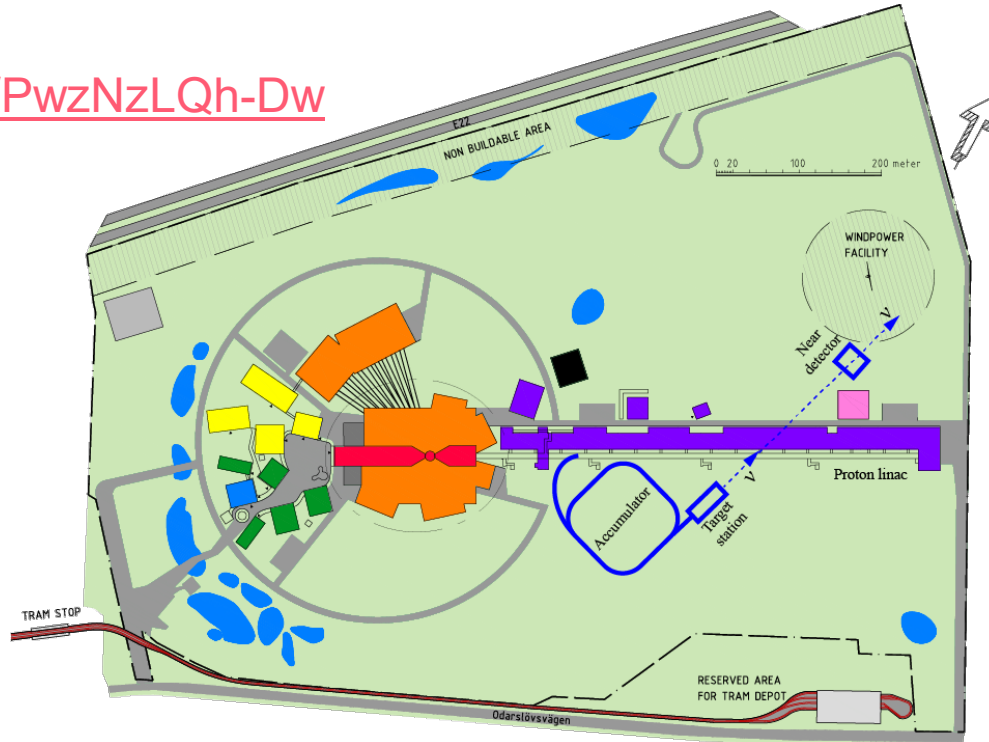 PwzNzLQh-Dw
E22
NON BUILDABLE AREA
0 20 100 200 meter
WINDPOWER
FACILITY
ν
Near
detector
Proton linac
ν
Accumulator
Target
station
TRAM STOP
RESERVED AREA
FOR TRAM DEPOT
Odarslövsvägen